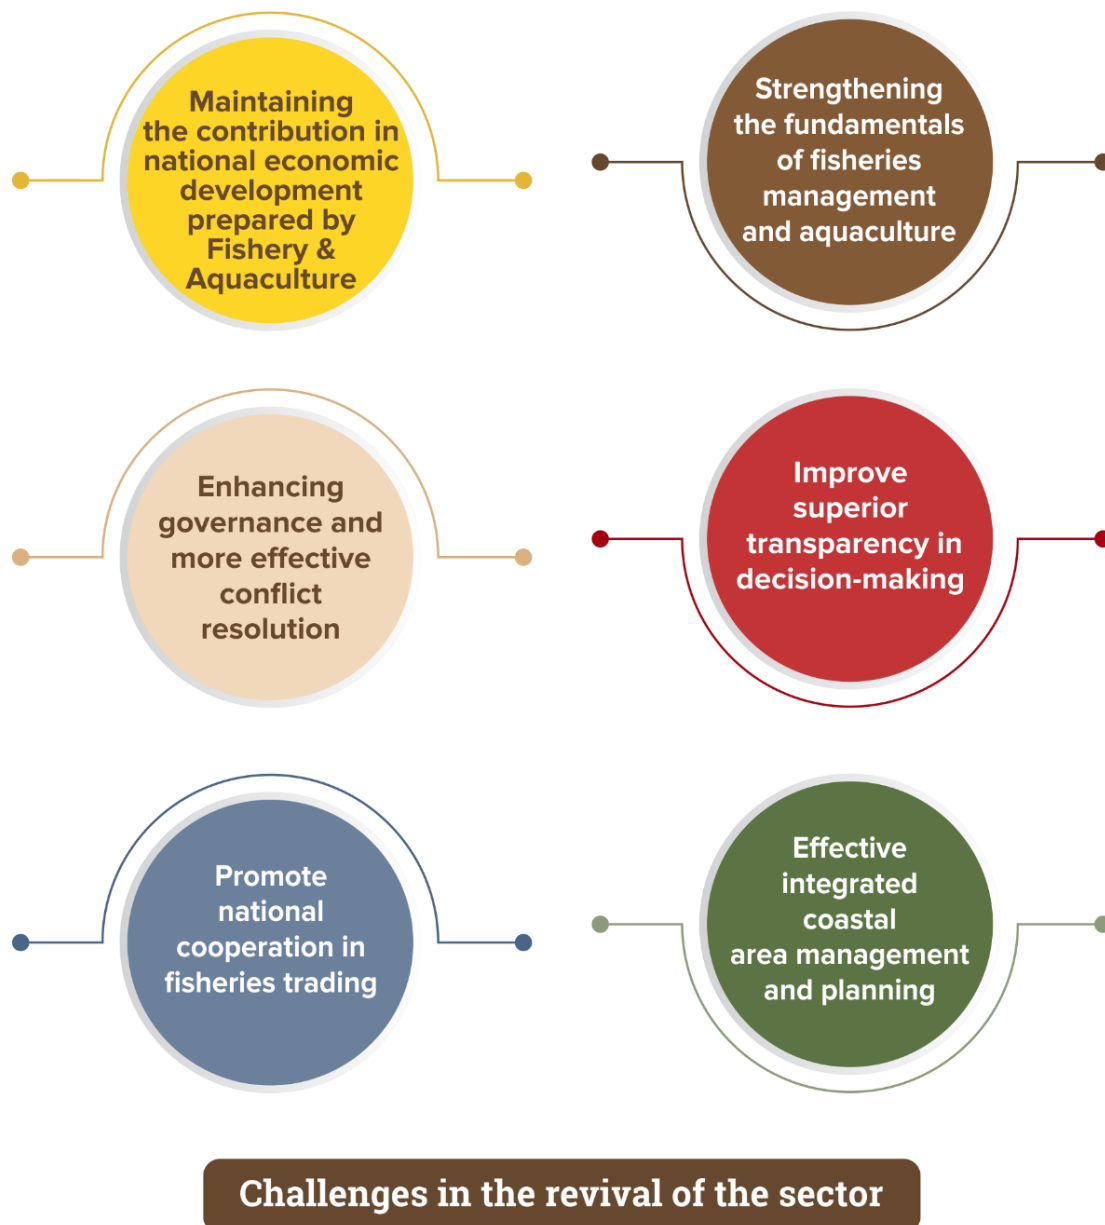 Maintaining
the contribution in
national economic
development
prepared by
Fishery &
Aquaculture
Strengthening
the fundamentals
of fisheries
management
and aquaculture
Enhancing
governance and
more effective
conflict
resolution
Improve
superior
transparency in
decision-making
Promote
national
cooperation in
fisheries trading
Effective
integrated
coastal
area management
and planning
Challenges in the revival of the sector